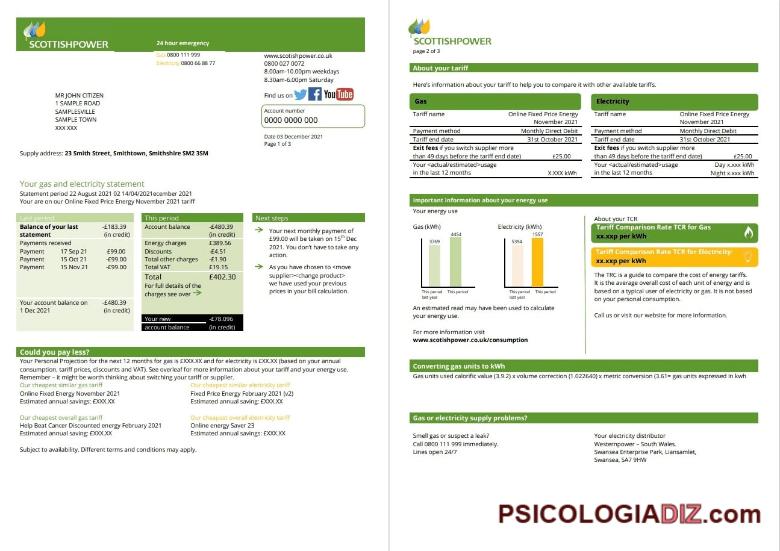 SCOTTISHPOWER
24 hour emergency
Gas 0800 111 999
Electricity 0800 66 88 77
www.scottishpower.co.uk
0800 027 0072
8.00am-10.00pm weekdays
8.30am-6.00pm Saturday
Find us on YouTube
MR JOHN CITIZEN
1 SAMPLE ROAD
SAMPLESVILLE
SAMPLE TOWN
XXX XXX
Account number
0000 0000 000
Date 03 December 2021
Page 1 of 3
Supply address: 23 Smith Street, Smithtown, Smithshire SM2 3SM
Your gas and electricity statement
Statement period 22 August 2021 02 14/04/2021ecember 2021
You're on our Online Fixed Price Energy November 2021 tariff
Last period
Balance of your last -£183.39
statement (in credit)
Payments received
Payment 17 Sep 21 £99.00
Payment 15 Oct 21 -£99.00
Payment 15 Nov 21 -£99.00
Your account balance on -£480.39
1 Dec 2021 (in credit)
This period
Account balance -£480.39
(in credit)
Energy charges £389.56
Discounts -£4.51
Total other charges -£1.90
Total VAT £19.15
Total £402.30
For full details of the
charges see over
Your new -£78.096
account balance (in credit)
Next steps
Your next monthly payment of
£99.00 will be taken on 15th Dec
2021. You don't have to take any
action.
As you have chosen to <move
supplier><change product>
we have used your previous
prices in your bill calculation.
Could you pay less?
Your Personal Projection for the next 12 months for gas is £XXX.XX and for electricity is £XX.XX (based on your annual
consumption, tariff prices, discounts and VAT). See overleaf for more information about your tariff and your energy use.
Remember – it might be worth thinking about switching your tariff or supplier.
Our cheapest similar gas tariff
Online Fixed Energy November 2021
Estimated annual saving: £XXX.XX
Our cheapest similar electricity tariff
Fixed Price Energy February 2021 (v2)
Estimated annual savings: £XXX.XX
Our cheapest overall gas tariff
Help Beat Cancer Discounted energy February 2021
Estimated annual saving: £XXX.XX
Our cheapest overall electricity tariff
Online energy Saver 23
Estimated annual saving: £XXX.XX
Subject to availability. Different terms and conditions may apply.
SCOTTISHPOWER
page 2 of 3
About your tariff
Here's information about your tariff to help you to compare it with other available tariffs.
Gas
Tariff name Online Fixed Price Energy
November 2021
Payment method Monthly Direct Debit
Tariff end date 31st October 2021
Exit fees if you switch supplier more
than 49 days before the tariff end date) £25.00
Your <actual/estimated>usage
in the last 12 months X.XXX kWh
Electricity
Tariff name Online Fixed Price Energy
November 2021
Payment method Monthly Direct Debit
Tariff end date 31st October 2021
Exit fees if you switch supplier more
than 49 days before the tariff end date) £25.00
Your <actual/estimated>usage Day x.xxx kWh
in the last 12 months Night x.xxx kWh
Important information about your energy use
Your energy use
Gas (kWh)
4454
This period
last year
This period
Electricity (kWh)
5394
1557
This period
last year
This period
An estimated read may have been used to calculate
your energy use.
For more information visit
www.scottishpower.co.uk/consumption
About your TCR
Tariff Comparison Rate TCR for Gas
xx.xxp per kWh
Tariff Comparison Rate TCR for Electricity
xx.xxp per kWh
The TRC is a guide to compare the cost of energy tariffs.
It is the average overall cost of each unit of energy and is
based on a typical user of electricity or gas. It is not based
on your personal consumption.
Call us or visit our website for more information.
Converting gas units to kWh
Gas units used calorific value (3.9.2) x volume correction (1.022640) x metric conversion (3.61= gas units expressed in kwh
Gas or electricity supply problems?
Smell gas or suspect a leak?
Call 0800 111 999 immediately.
Lines open 24/7
Your electricity distributor
Westernpower – South Wales.
Swansea Enterprise Park, Llansamlet,
Swansea, SA7 9HW
PSICOLOGIADIZ.com